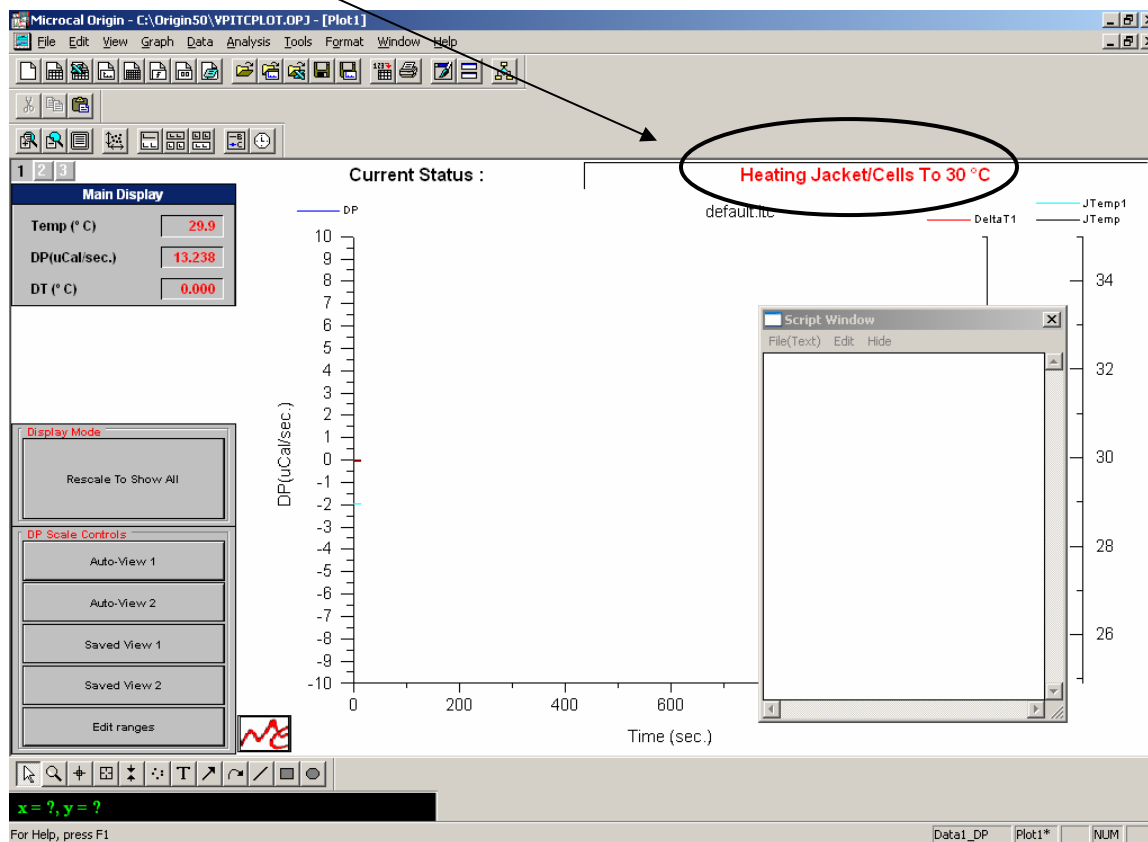 Microcal Origin - C:\Origin50\VPITCPLOT.OPJ - [Plot1]
File Edit View Graph Data Analysis Tools Format Window Help
1 2 3
Main Display
Temp (° C) 29.9
DP(uCal/sec.) 13.238
DT (° C) 0.000
Current Status :
Heating Jacket/Cells To 30 °C
DP
default.itc
DeltaT1
JTemp1
JTemp
10
9
8
7
6
5
4
3
2
1
0
-1
-2
-3
-4
-5
-6
-7
-8
-9
-10
DP(uCal/sec.)
0 200 400 600
Time (sec.)
34
32
30
28
26
Script Window
File(Text) Edit Hide
Display Mode
Rescale To Show All
DP Scale Controls
Auto-View 1
Auto-View 2
Saved View 1
Saved View 2
Edit ranges
x = ?, y = ?
For Help, press F1
Data1_DP Plot1* NUM